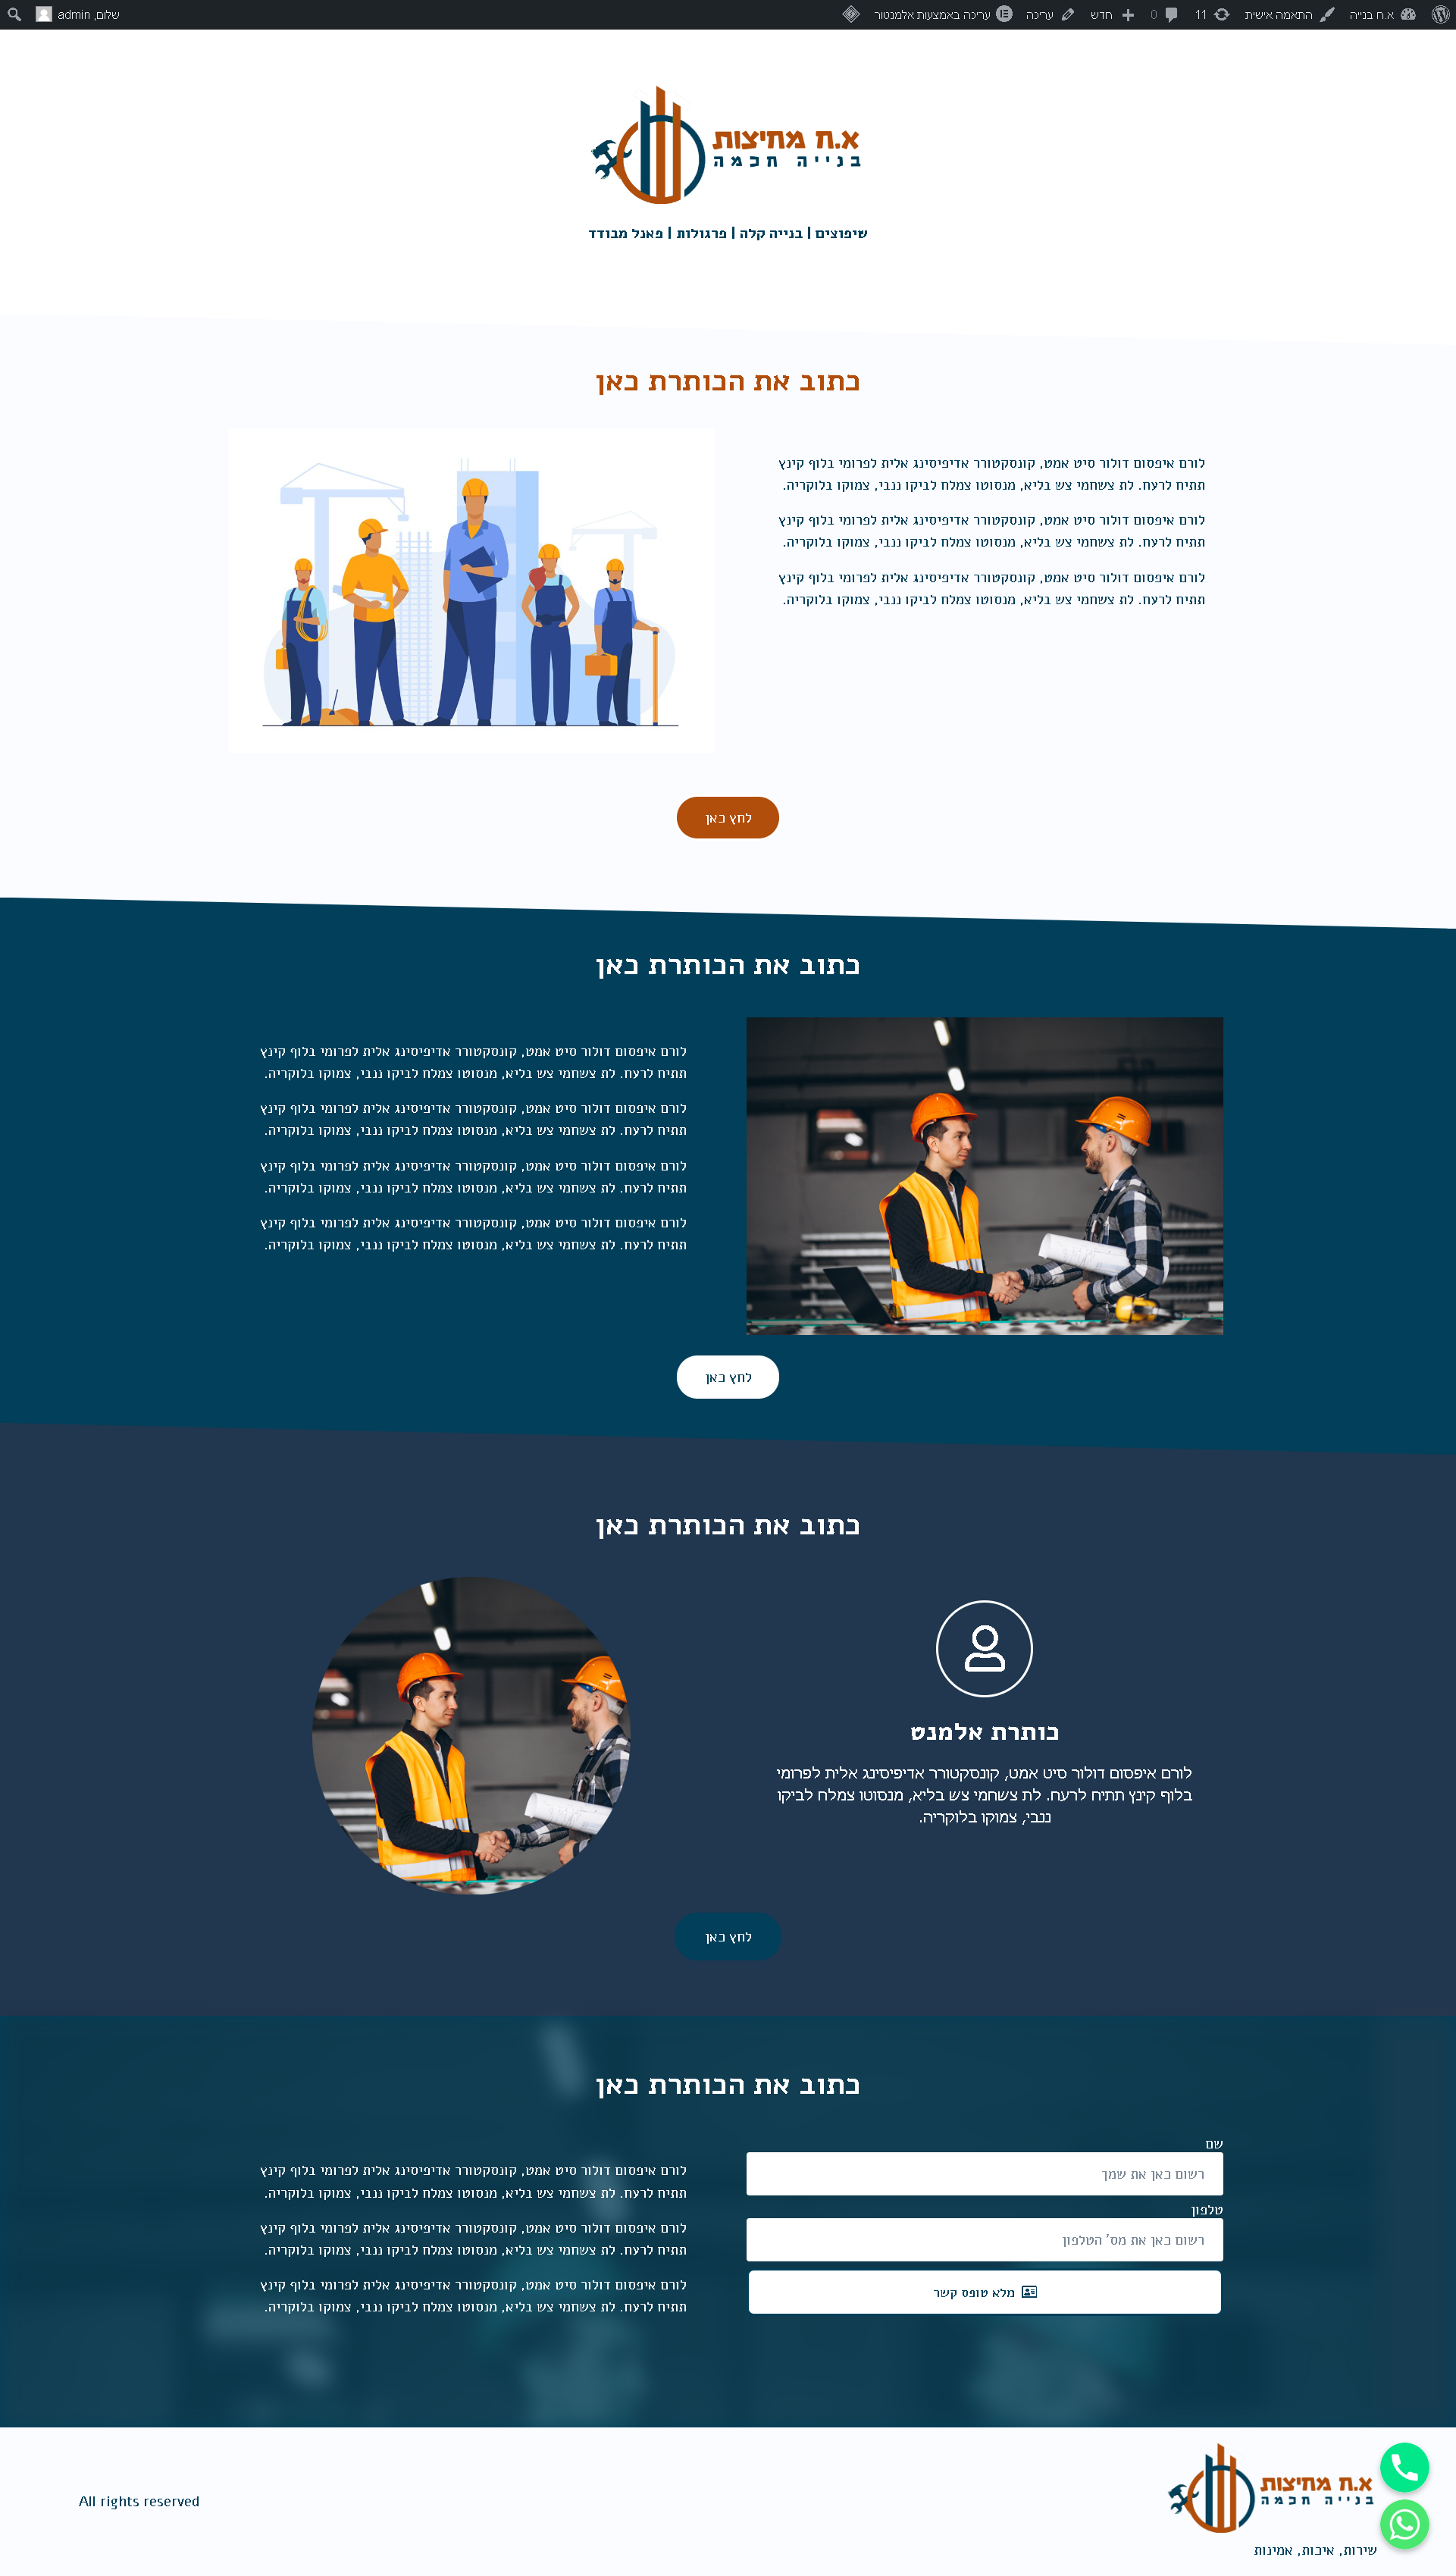 א.ח בנייה
התאמה אישית
11
0
חדש
עריכה
עריכה באמצעות אלמנטור
שלום, admin
א.ח מחיצות
בנייה חכמה
שיפוצים | בנייה קלה | פרגולות | פאנל מבודד
כתוב את הכותרת כאן
לורם איפסום דולור סיט אמט, קונסקטורר אדיפיסינג אלית לפרומי בלוף קינץ
תתיח לרעח. לת צשחמי צש בליא, מנסוטו צמלח לביקו ננבי, צמוקו בלוקריה.
לורם איפסום דולור סיט אמט, קונסקטורר אדיפיסינג אלית לפרומי בלוף קינץ
תתיח לרעח. לת צשחמי צש בליא, מנסוטו צמלח לביקו ננבי, צמוקו בלוקריה.
לורם איפסום דולור סיט אמט, קונסקטורר אדיפיסינג אלית לפרומי בלוף קינץ
תתיח לרעח. לת צשחמי צש בליא, מנסוטו צמלח לביקו ננבי, צמוקו בלוקריה.
לחץ כאן
כתוב את הכותרת כאן
לורם איפסום דולור סיט אמט, קונסקטורר אדיפיסינג אלית לפרומי בלוף קינץ
תתיח לרעח. לת צשחמי צש בליא, מנסוטו צמלח לביקו ננבי, צמוקו בלוקריה.
לורם איפסום דולור סיט אמט, קונסקטורר אדיפיסינג אלית לפרומי בלוף קינץ
תתיח לרעח. לת צשחמי צש בליא, מנסוטו צמלח לביקו ננבי, צמוקו בלוקריה.
לורם איפסום דולור סיט אמט, קונסקטורר אדיפיסינג אלית לפרומי בלוף קינץ
תתיח לרעח. לת צשחמי צש בליא, מנסוטו צמלח לביקו ננבי, צמוקו בלוקריה.
לורם איפסום דולור סיט אמט, קונסקטורר אדיפיסינג אלית לפרומי בלוף קינץ
תתיח לרעח. לת צשחמי צש בליא, מנסוטו צמלח לביקו ננבי, צמוקו בלוקריה.
לחץ כאן
כתוב את הכותרת כאן
כותרת אלמנט
לורם איפסום דולור סיט אמט, קונסקטורר אדיפיסינג אלית לפרומי
בלוף קינץ תתיח לרעח. לת צשחמי צש בליא, מנסוטו צמלח לביקו
ננבי, צמוקו בלוקריה.
לחץ כאן
כתוב את הכותרת כאן
שם
רשום כאן את שמך
טלפון
רשום כאן את מס' הטלפון
מלא טופס קשר
לורם איפסום דולור סיט אמט, קונסקטורר אדיפיסינג אלית לפרומי בלוף קינץ
תתיח לרעח. לת צשחמי צש בליא, מנסוטו צמלח לביקו ננבי, צמוקו בלוקריה.
לורם איפסום דולור סיט אמט, קונסקטורר אדיפיסינג אלית לפרומי בלוף קינץ
תתיח לרעח. לת צשחמי צש בליא, מנסוטו צמלח לביקו ננבי, צמוקו בלוקריה.
לורם איפסום דולור סיט אמט, קונסקטורר אדיפיסינג אלית לפרומי בלוף קינץ
תתיח לרעח. לת צשחמי צש בליא, מנסוטו צמלח לביקו ננבי, צמוקו בלוקריה.
א.ח מחיצות
בנייה חכמה
שירות, איכות, אמינות
All rights reserved